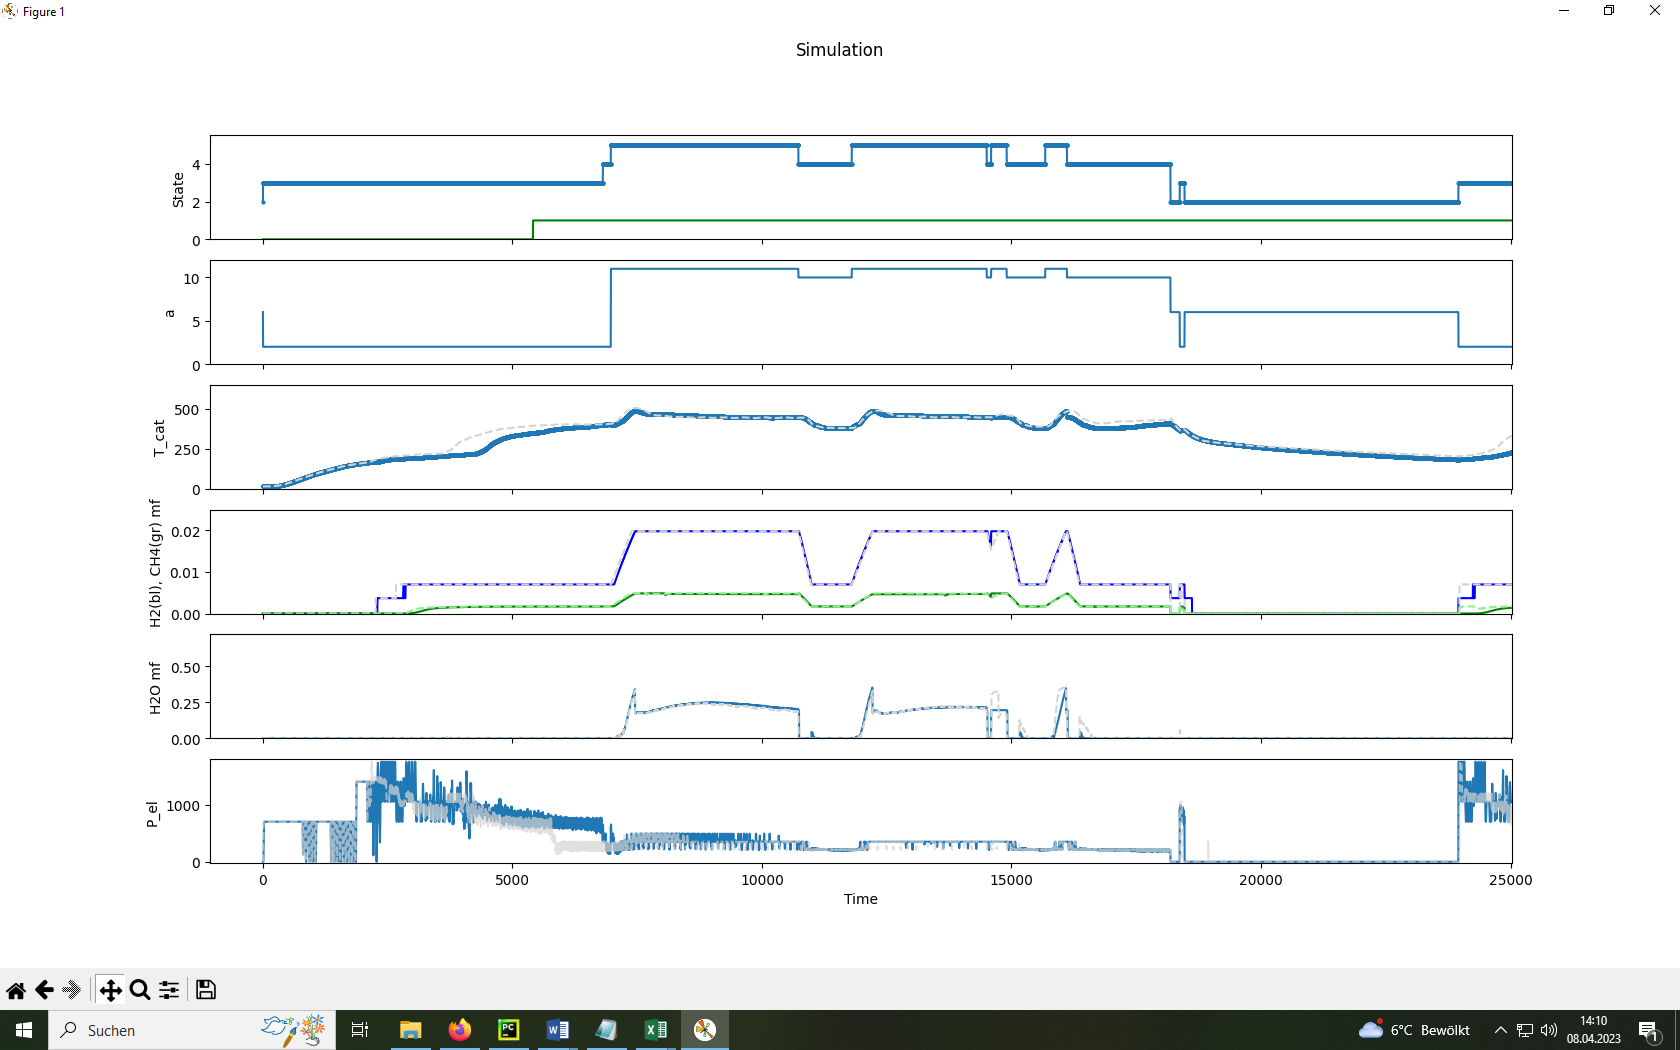 Figure 1
Simulation
4
2
0
State
10
5
0
a
500
250
0
T_cat
0.02
0.01
0.00
H2(bl), CH4(gr) mf
0.50
0.25
0.00
H2O mf
1000
0
P_el
0 5000 10000 15000 20000 25000
Time
Suchen
PC
W
X
6°C Bewölkt
14:10
08.04.2023
1